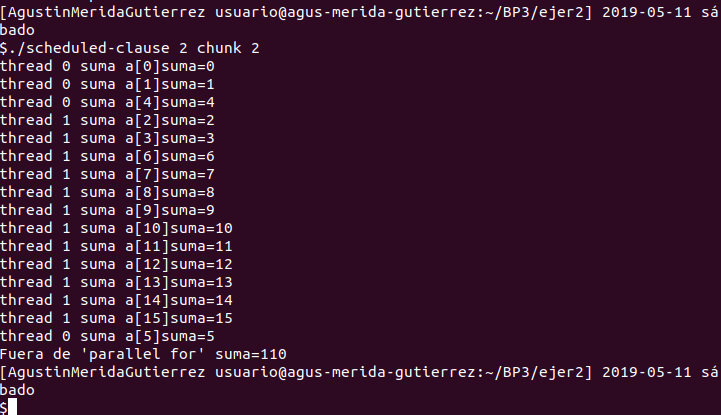 [AgustinMeridaGutierrez usuario@agus-merida-gutierrez:~/BP3/ejer2] 2019-05-11 sá
bado
$./scheduled-clause 2 chunk 2
thread 0 suma a[0]suma=0
thread 0 suma a[1]suma=1
thread 0 suma a[4]suma=4
thread 1 suma a[2]suma=2
thread 1 suma a[3]suma=3
thread 1 suma a[6]suma=6
thread 1 suma a[7]suma=7
thread 1 suma a[8]suma=8
thread 1 suma a[9]suma=9
thread 1 suma a[10]suma=10
thread 1 suma a[11]suma=11
thread 1 suma a[12]suma=12
thread 1 suma a[13]suma=13
thread 1 suma a[14]suma=14
thread 1 suma a[15]suma=15
thread 0 suma a[5]suma=5
Fuera de 'parallel for' suma=110
[AgustinMeridaGutierrez usuario@agus-merida-gutierrez:~/BP3/ejer2] 2019-05-11 sá
bado
$